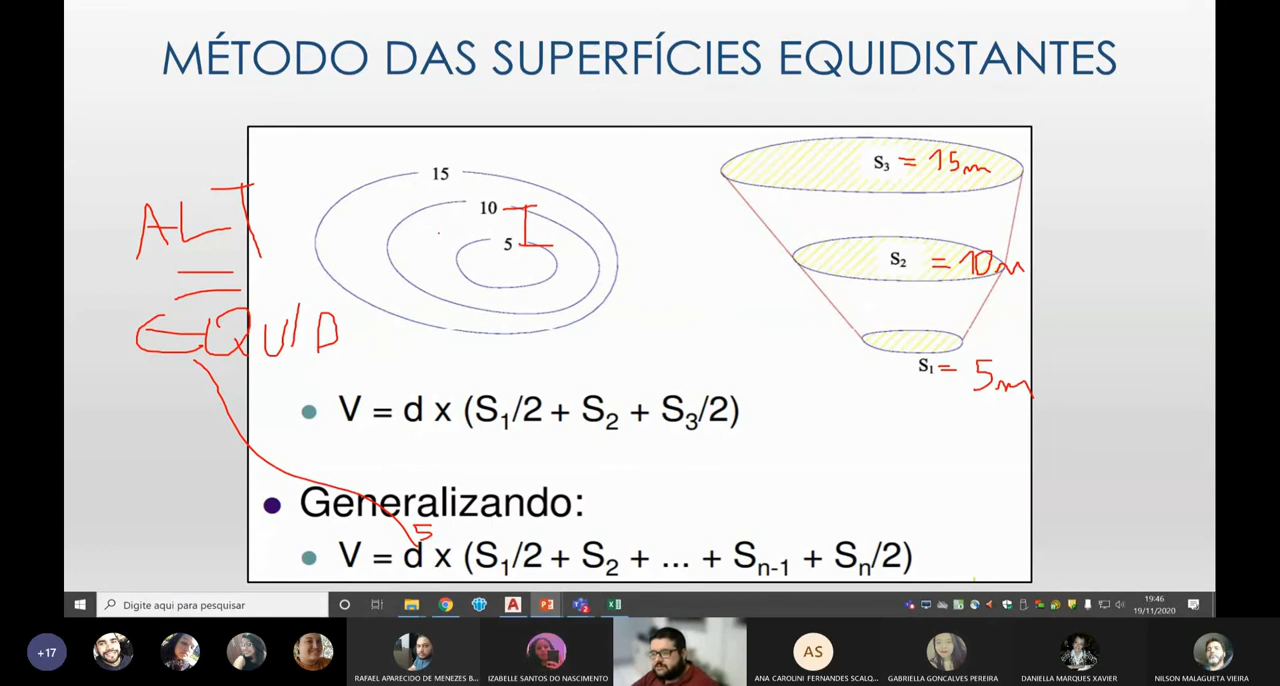 MÉTODO DAS SUPERFÍCIES EQUIDISTANTES
15
10
5
S3 = 15m
S2 = 10m
S1 = 5m
ALT
EQUID
V = d x (S1/2 + S2 + S3/2)
Generalizando:
5
V = d x (S1/2 + S2 + ... + Sn-1 + Sn/2)
Digite aqui para pesquisar
19:46
19/11/2020
+17
RAFAEL APARECIDO DE MENEZES B...
IZABELLE SANTOS DO NASCIMENTO
AS
ANA CAROLINI FERNANDES SCALQ...
GABRIELLA GONCALVES PEREIRA
DANIELLA MARQUES XAVIER
NILSON MALAGUETA VIEIRA